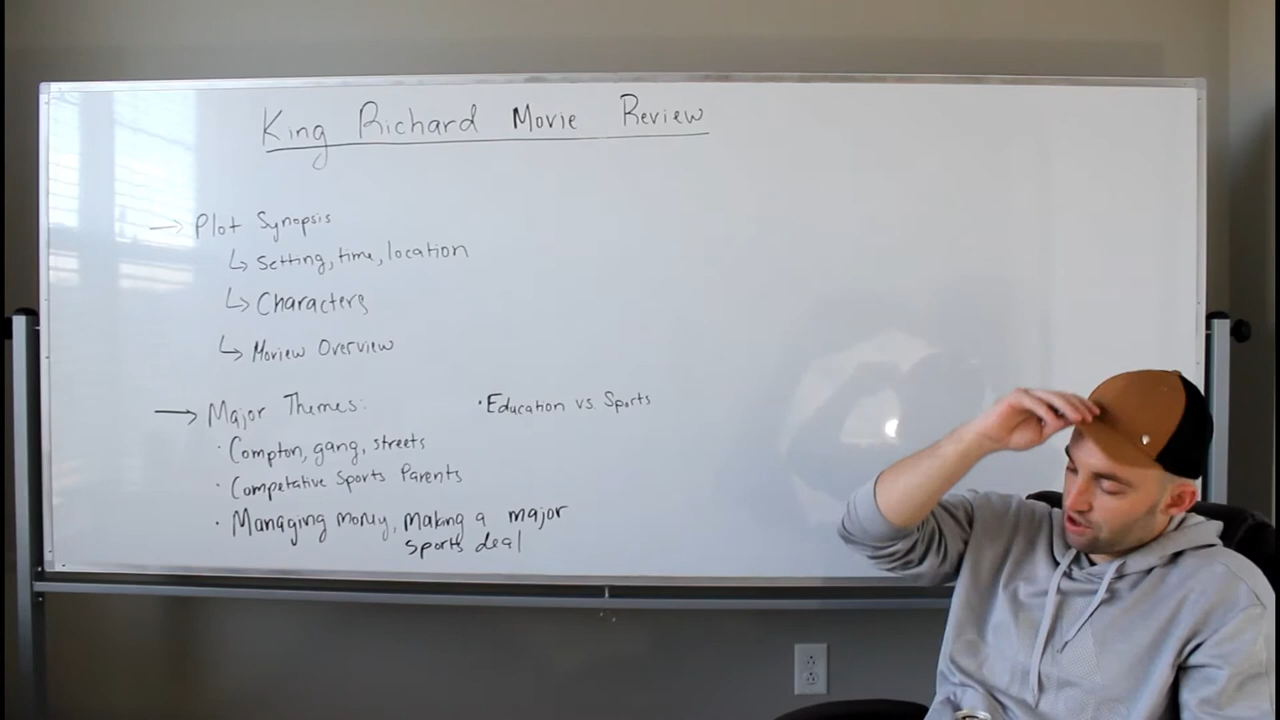 King Richard Movie Review
→ Plot Synopsis
↳ Setting, time, location
↳ Characters
↳ Moview Overview
→ Major Themes:
· Compton, gang, streets
· Competative Sports Parents
· Managing money, making a major
sports deal
· Education vs. Sports